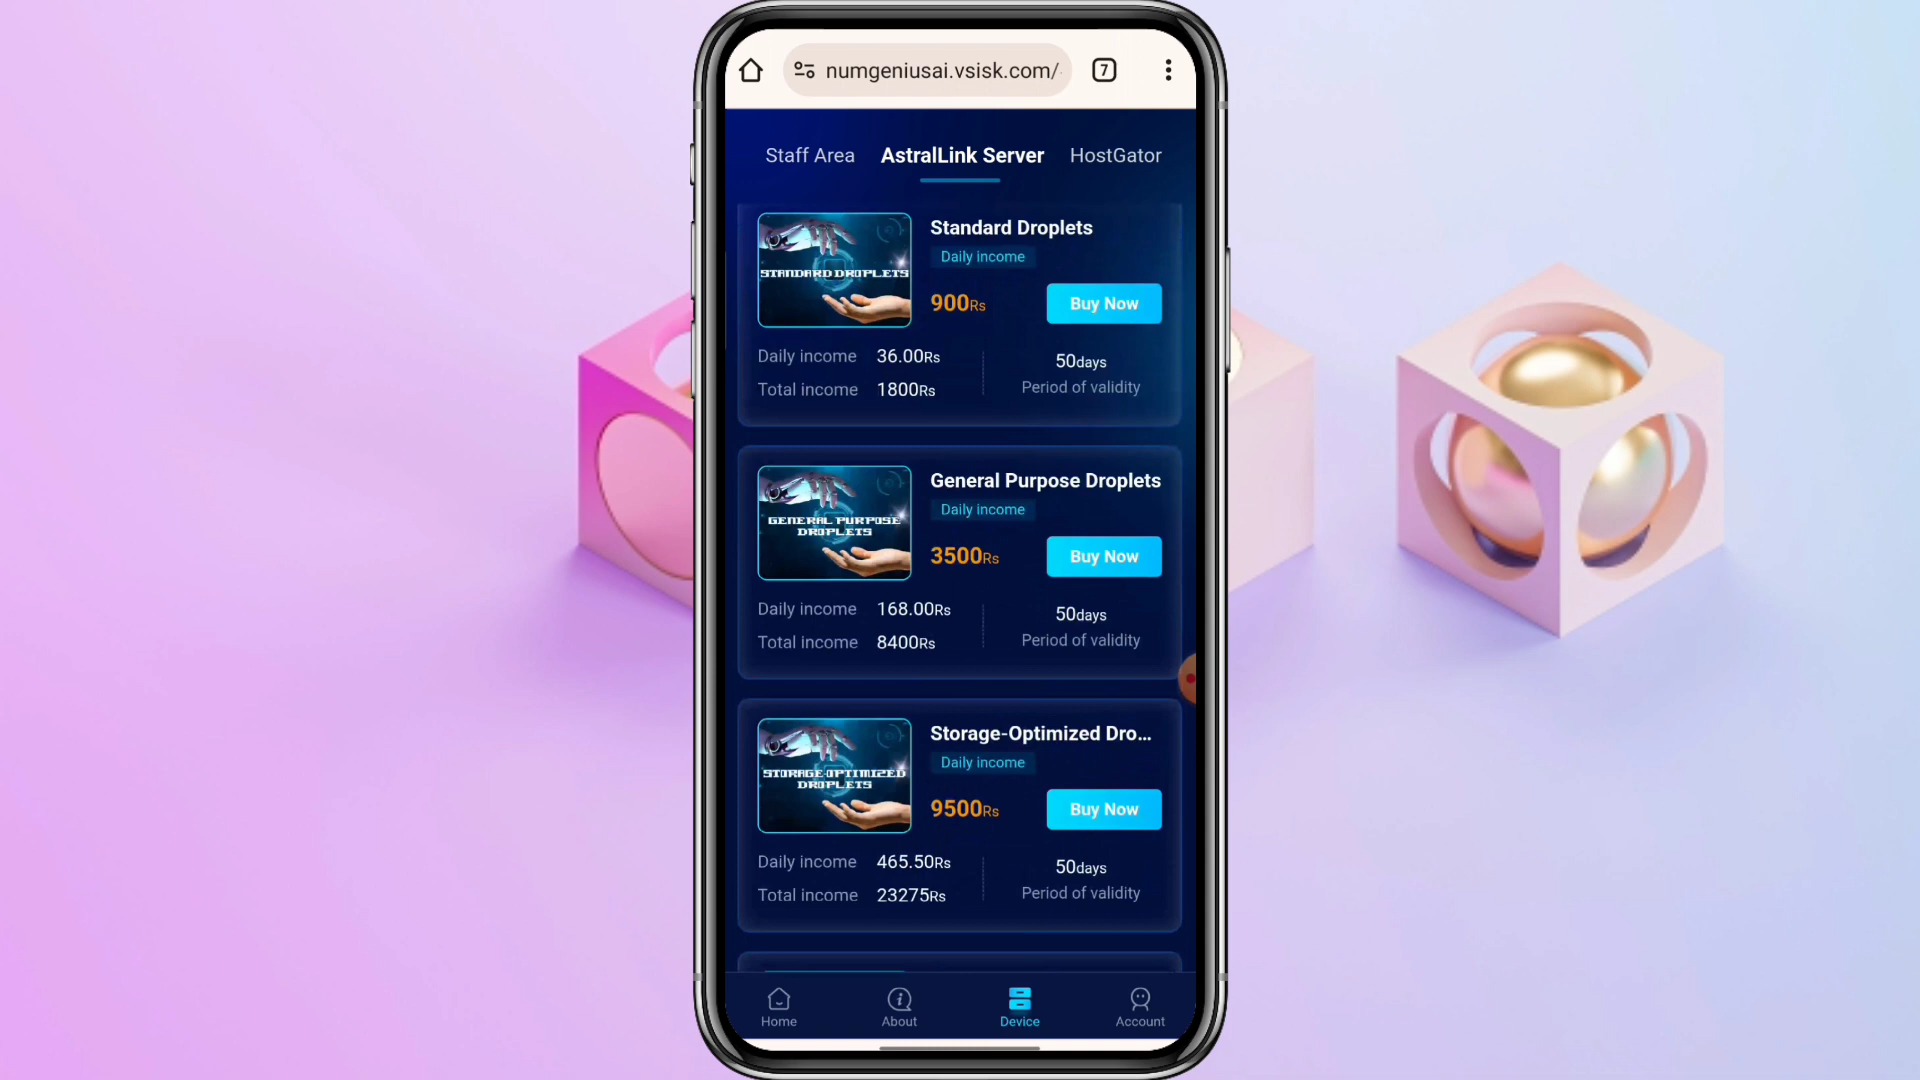 numgeniusai.vsisk.com/
7
Staff Area
AstralLink Server
HostGator
STANDARD DROPLETS
Standard Droplets
Daily income
900Rs
Buy Now
Daily income 36.00Rs
Total income 1800Rs
50days
Period of validity
GENERAL PURPOSE
DROPLETS
General Purpose Droplets
Daily income
3500Rs
Buy Now
Daily income 168.00Rs
Total income 8400Rs
50days
Period of validity
STORAGE-OPTIMIZED
DROPLETS
Storage-Optimized Dro...
Daily income
9500Rs
Buy Now
Daily income 465.50Rs
Total income 23275Rs
50days
Period of validity
Home
About
Device
Account